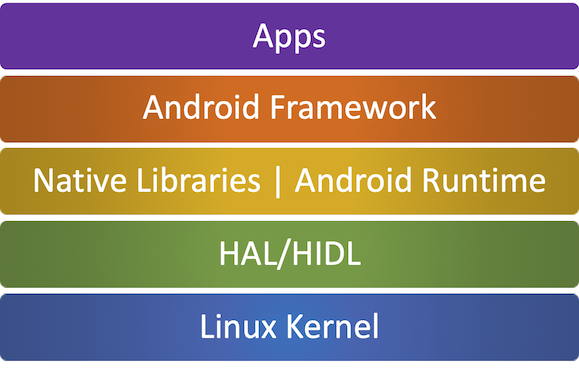 Apps
Android Framework
Native Libraries | Android Runtime
HAL/HIDL
Linux Kernel